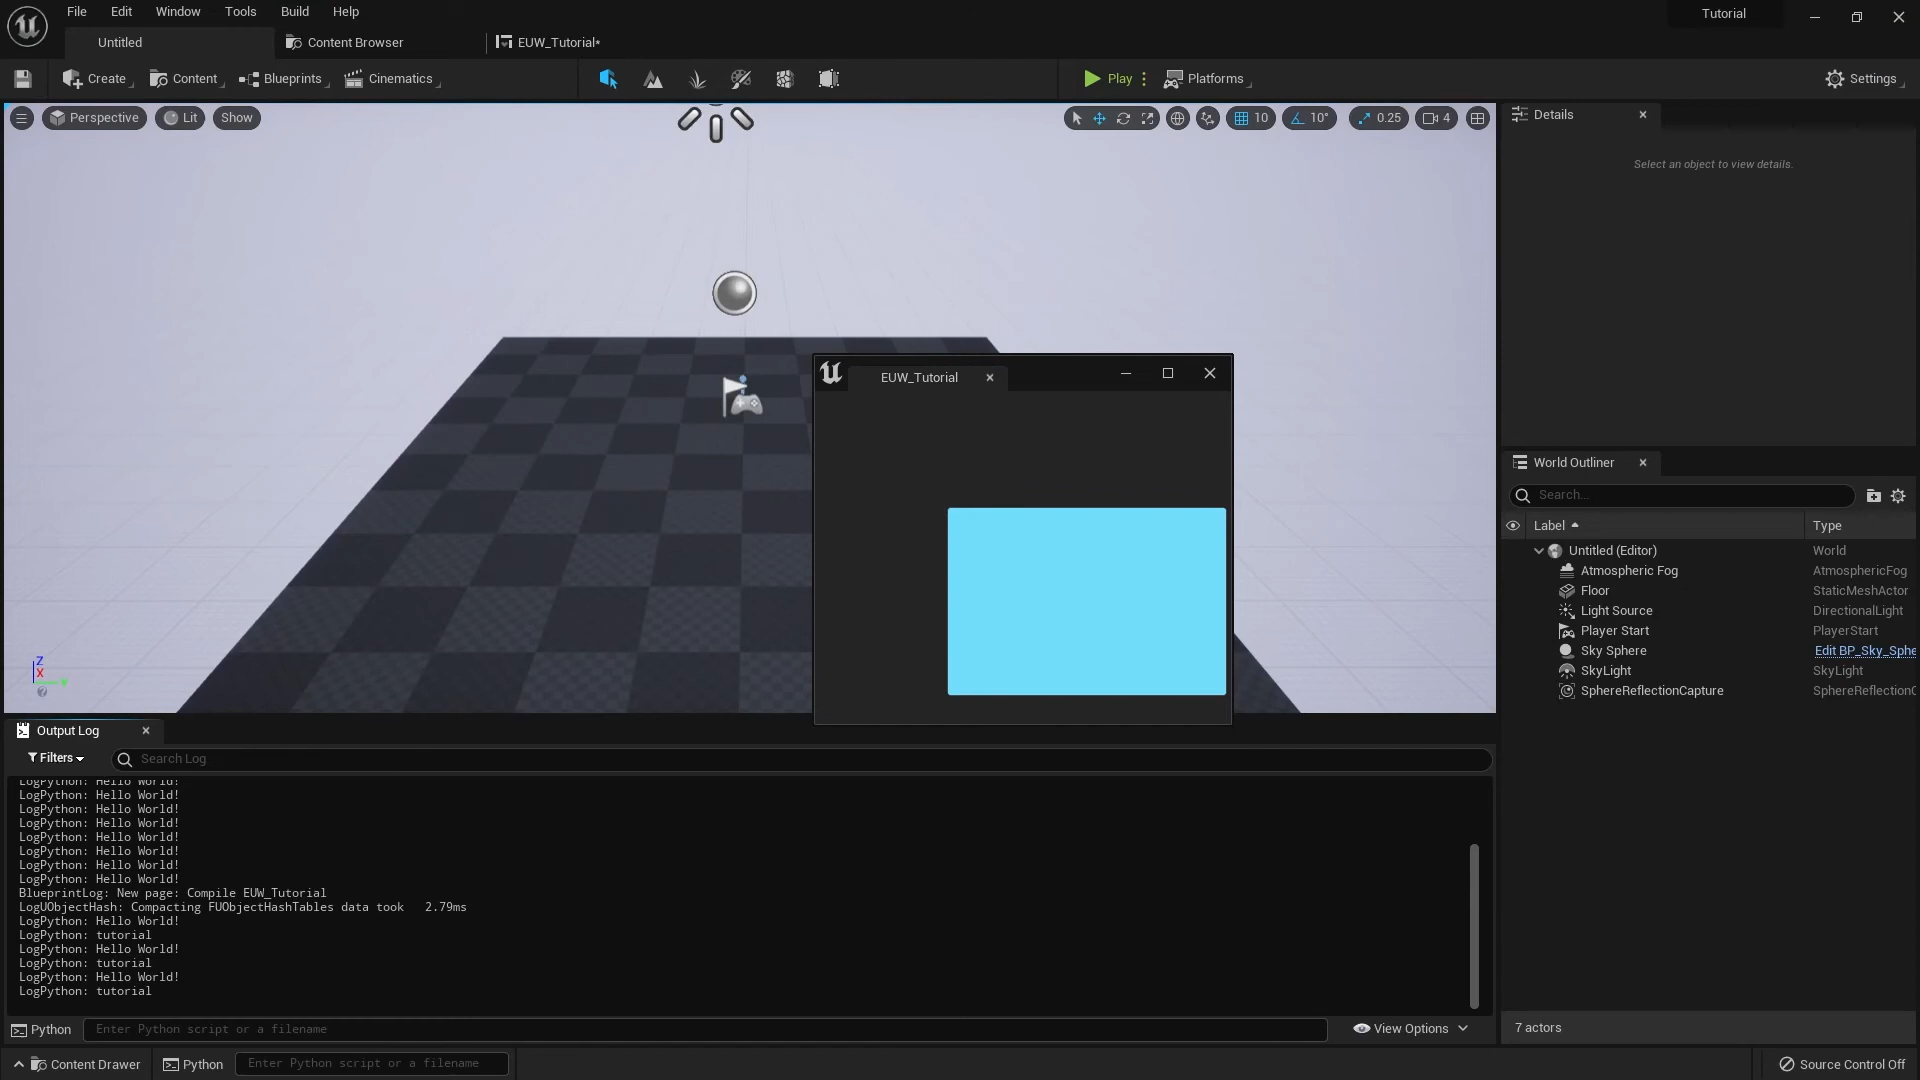 File Edit Window Tools Build Help
Tutorial
Untitled
Content Browser
EUW_Tutorial*
Create
Content
Blueprints
Cinematics
Play
Platforms
Settings
Perspective
Lit
Show
10
10°
0.25
4
Details
Select an object to view details.
EUW_Tutorial
World Outliner
Search...
Label Type
Untitled (Editor) World
Atmospheric Fog AtmosphericFog
Floor StaticMeshActor
Light Source DirectionalLight
Player Start PlayerStart
Sky Sphere Edit BP_Sky_Sphe
SkyLight SkyLight
SphereReflectionCapture SphereReflectionC
7 actors
Output Log
Filters
Search Log
LogPython: Hello World!
LogPython: Hello World!
LogPython: Hello World!
LogPython: Hello World!
LogPython: Hello World!
LogPython: Hello World!
LogPython: Hello World!
LogPython: Hello World!
BlueprintLog: New page: Compile EUW_Tutorial
LogUObjectHash: Compacting FUObjectHashTables data took   2.79ms
LogPython: Hello World!
LogPython: tutorial
LogPython: Hello World!
LogPython: tutorial
LogPython: Hello World!
LogPython: tutorial
Python
Enter Python script or a filename
View Options
Content Drawer
Python
Enter Python script or a filename
Source Control Off
Z
X